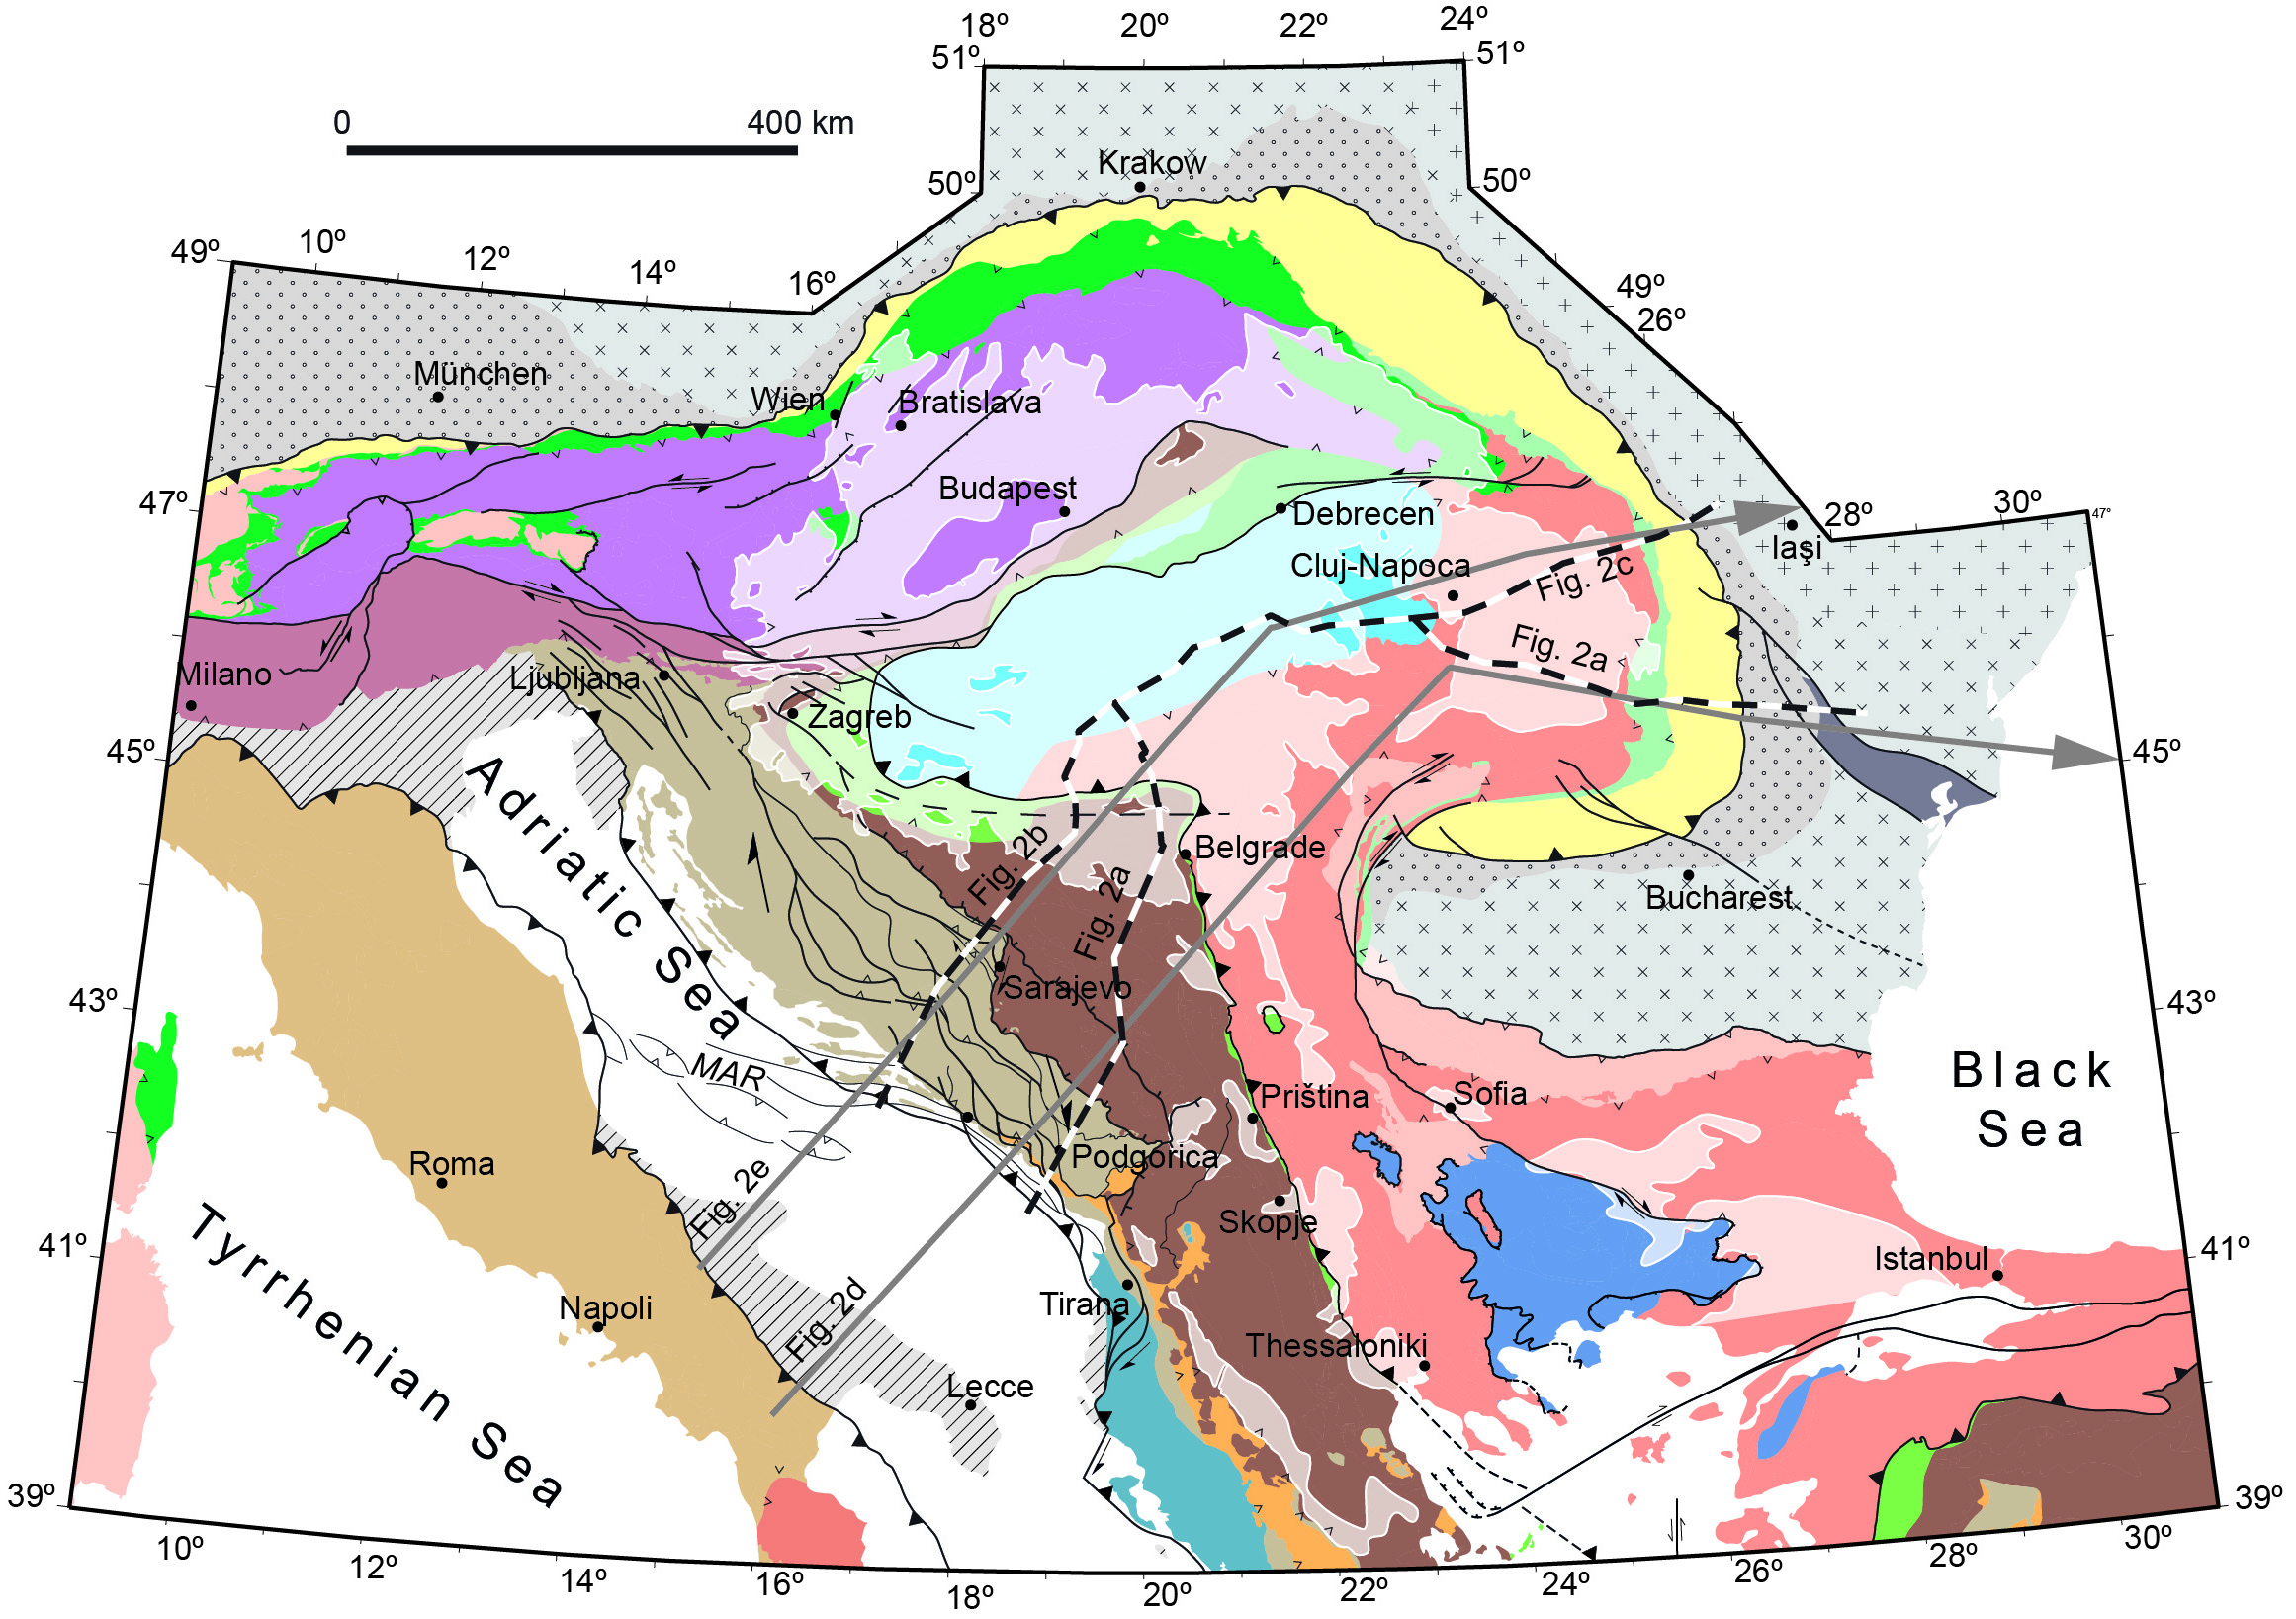 18º 20º 22º 24º
51º 51º
0 400 km
Krakow
50º 50º
49º 10º 12º 14º 16º
49º
26º
München
Wien Bratislava
47º Budapest Debrecen
28º 30º 47º
Iaşi
Cluj-Napoca
Fig. 2c
Fig. 2a
Milano Ljubljana
Zagreb
45º 45º
Adriatic Sea
Belgrade
Fig. 2b
Fig. 2a
Bucharest
Sarajevo
43º 43º
MAR
Black
Sea
Priština Sofia
Roma Podgorica
Fig. 2e
Skopje
41º 41º
Tyrrhenian Sea
Istanbul
Napoli Tirana
Fig. 2d
Thessaloniki
Lecce
39º 39º
10º 12º 14º 16º 18º 20º 22º 24º 26º 28º 30º